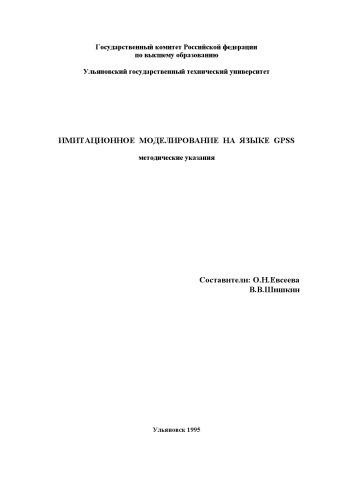 Государственный комитет Российской федерации
по высшему образованию
Ульяновский государственный технический университет
ИМИТАЦИОННОЕ МОДЕЛИРОВАНИЕ НА ЯЗЫКЕ GPSS
методические указания
Составители: О.Н.Евсеева
В.В.Шишкин
Ульяновск 1995